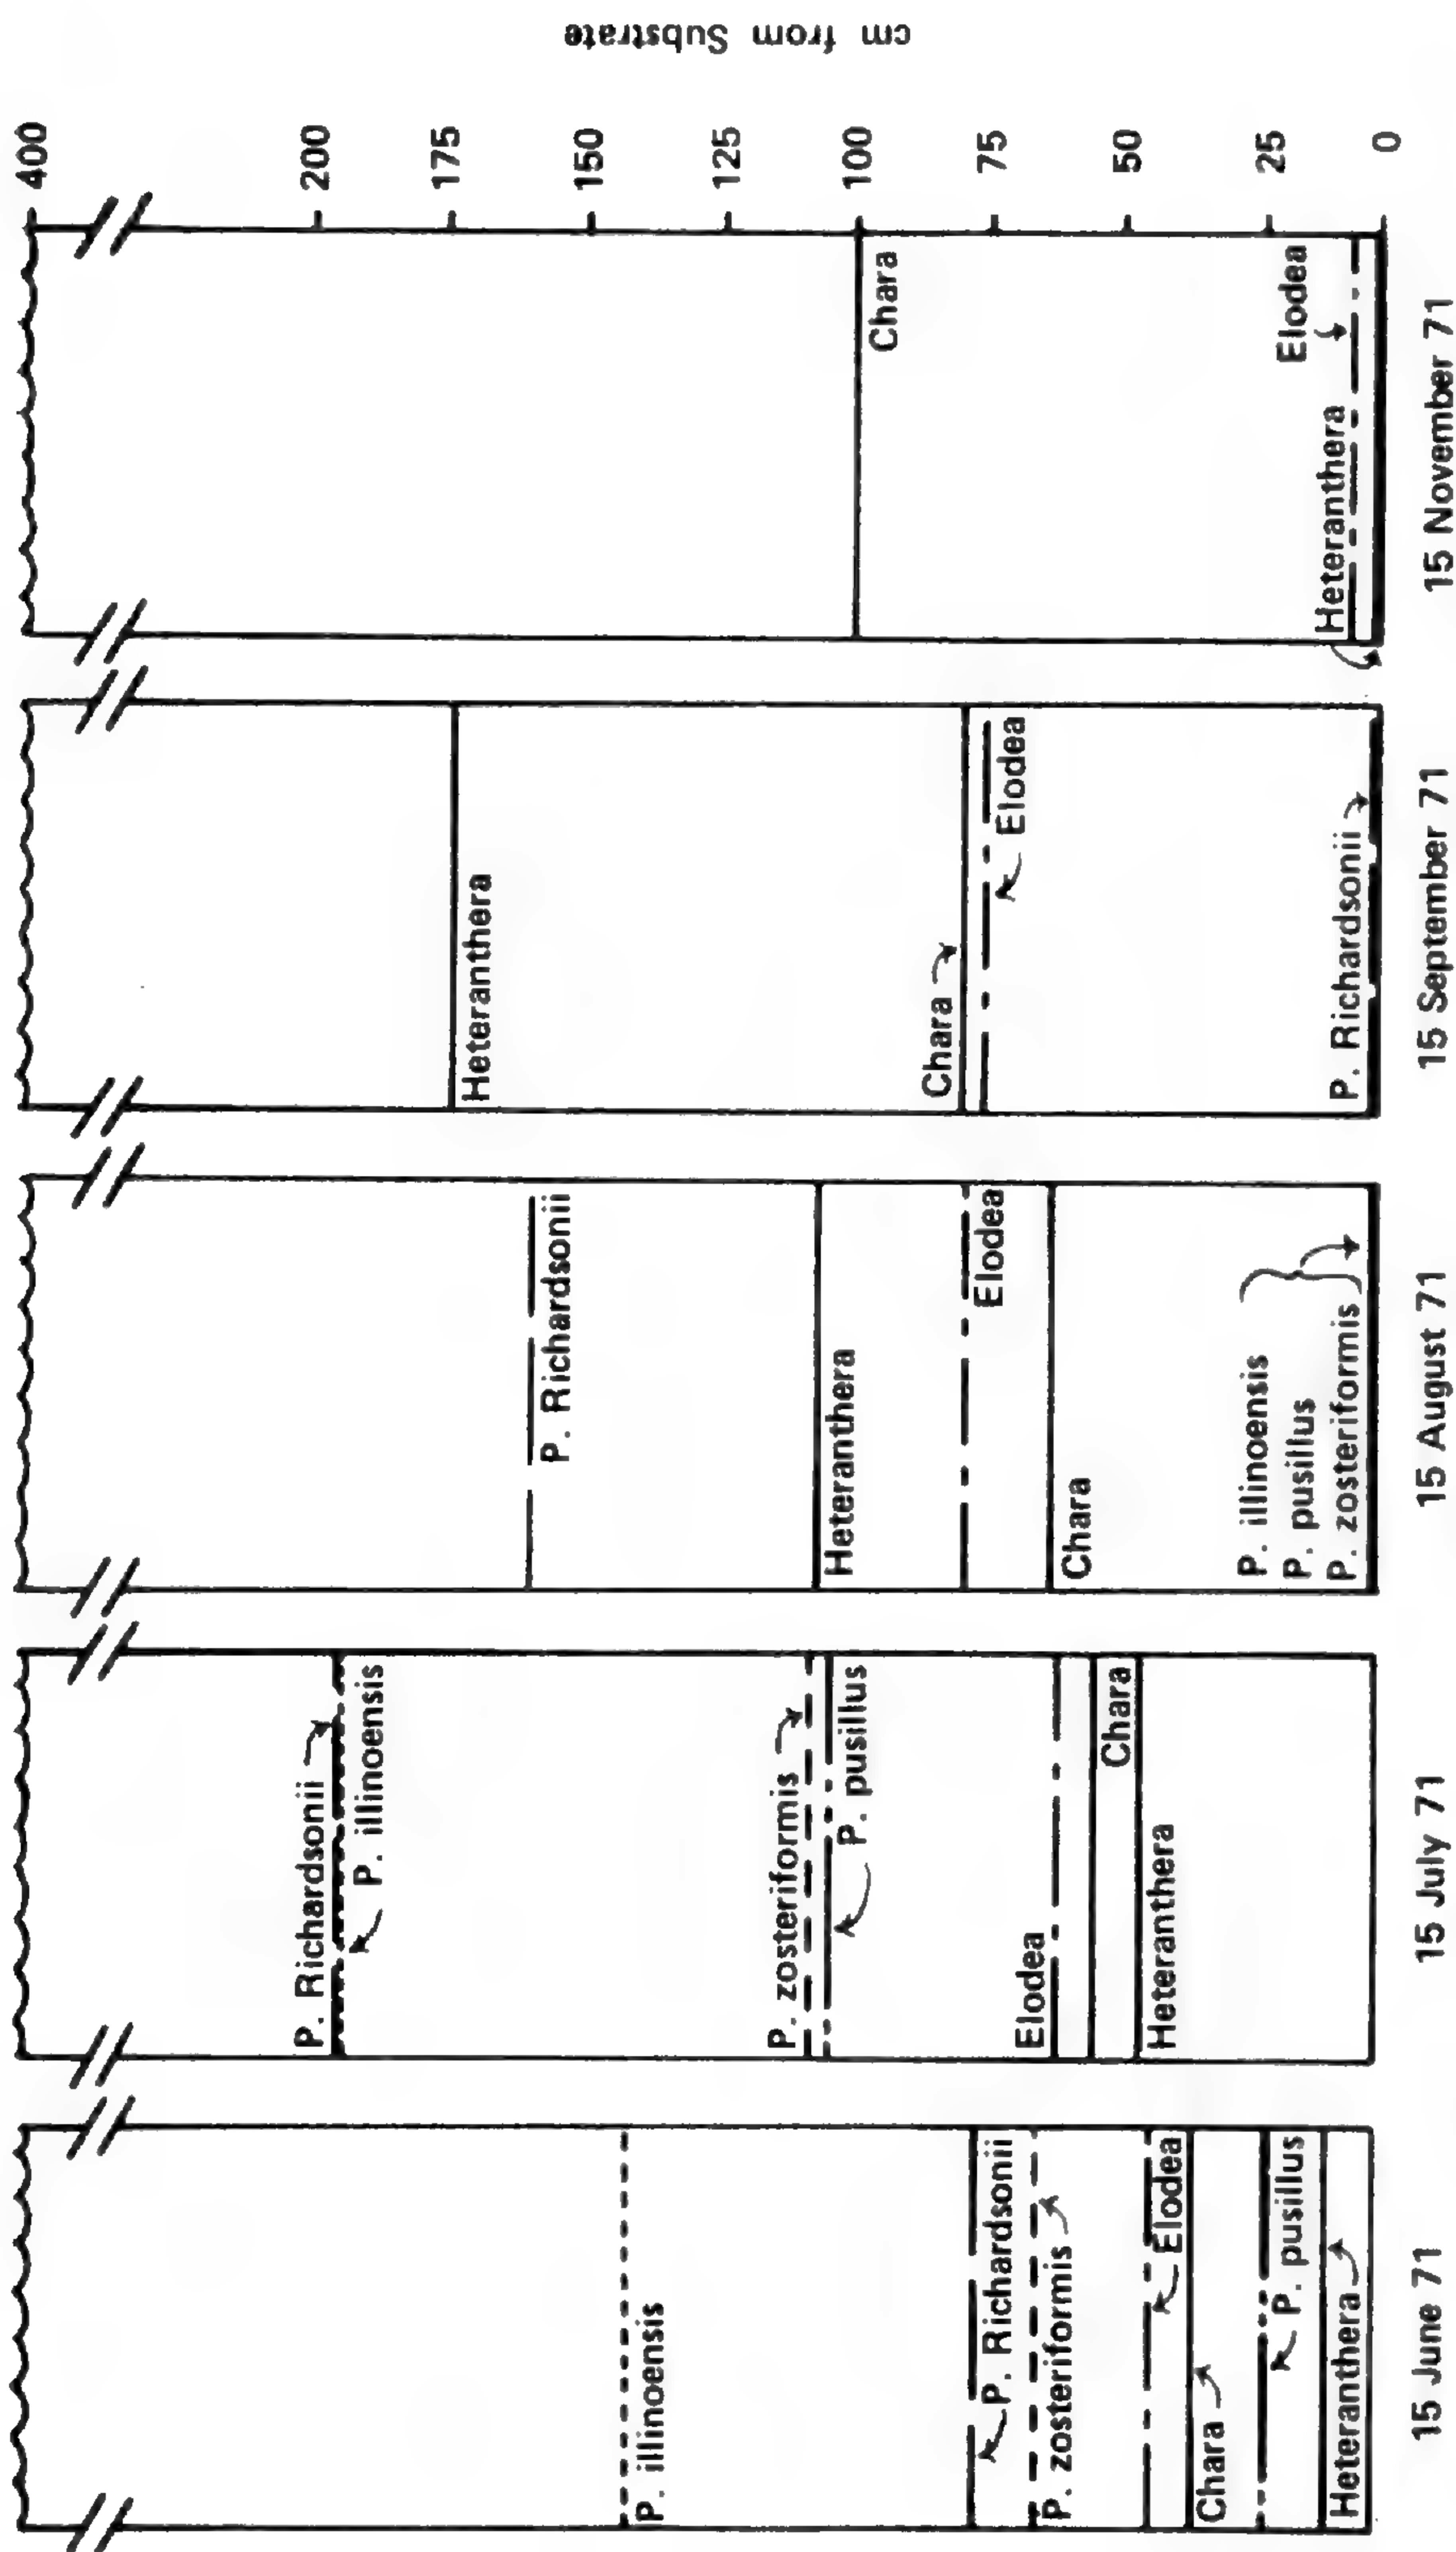 P. illinoensis
P. Richardsonii
P. zosteriformis
Elodea
Chara
P. pusillus
Heteranthera
15 June 71
P. Richardsonii
P. illinoensis
P. zosteriformis
P. pusillus
Elodea
Chara
Heteranthera
15 July 71
P. Richardsonii
Heteranthera
Elodea
Chara
P. illinoensis
P. pusillus
P. zosteriformis
15 August 71
Heteranthera
Chara
Elodea
P. Richardsonii
15 September 71
Chara
Elodea
Heteranthera
15 November 71
400
200
175
150
125
100
75
50
25
0
cm from Substrate